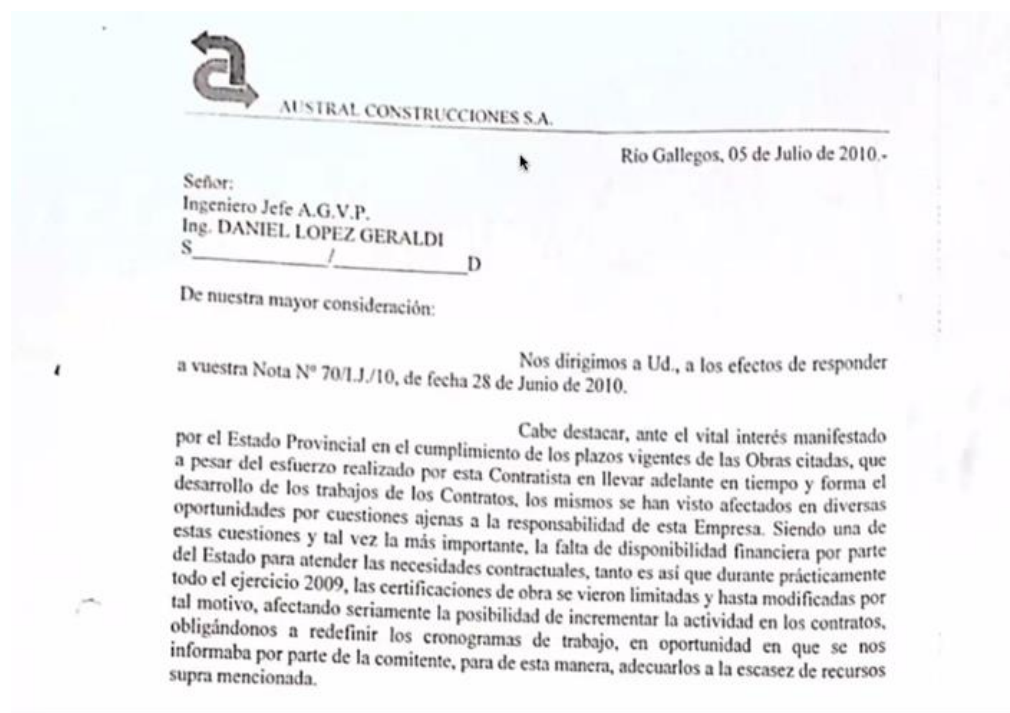 AUSTRAL CONSTRUCCIONES S.A.
Río Gallegos, 05 de Julio de 2010.-
Señor:
Ingeniero Jefe A.G.V.P.
Ing. DANIEL LOPEZ GERALDI
S______________/______________D
De nuestra mayor consideración:
Nos dirigimos a Ud., a los efectos de responder
a vuestra Nota Nº 70/I.J./10, de fecha 28 de Junio de 2010.
Cabe destacar, ante el vital interés manifestado
por el Estado Provincial en el cumplimiento de los plazos vigentes de las Obras citadas, que
a pesar del esfuerzo realizado por esta Contratista en llevar adelante en tiempo y forma el
desarrollo de los trabajos de los Contratos, los mismos se han visto afectados en diversas
oportunidades por cuestiones ajenas a la responsabilidad de esta Empresa. Siendo una de
estas cuestiones y tal vez la más importante, la falta de disponibilidad financiera por parte
del Estado para atender las necesidades contractuales, tanto es así que durante prácticamente
todo el ejercicio 2009, las certificaciones de obra se vieron limitadas y hasta modificadas por
tal motivo, afectando seriamente la posibilidad de incrementar la actividad en los contratos,
obligándonos a redefinir los cronogramas de trabajo, en oportunidad en que se nos
informaba por parte de la comitente, para de esta manera, adecuarlos a la escasez de recursos
supra mencionada.